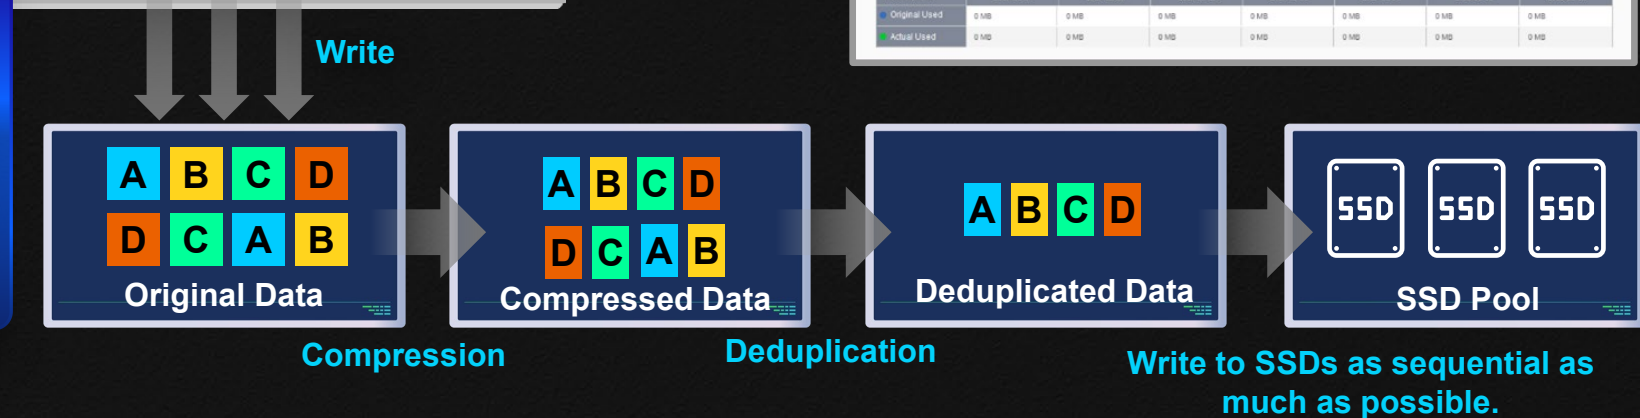 Original Used 0 MB 0 MB 0 MB 0 MB 0 MB 0 MB 0 MB
Actual Used 0 MB 0 MB 0 MB 0 MB 0 MB 0 MB 0 MB
Write
A B C D
D C A B
Original Data
Compression
A B C D
D C A B
Compressed Data
Deduplication
A B C D
Deduplicated Data
SSD SSD SSD
SSD Pool
Write to SSDs as sequential as
much as possible.